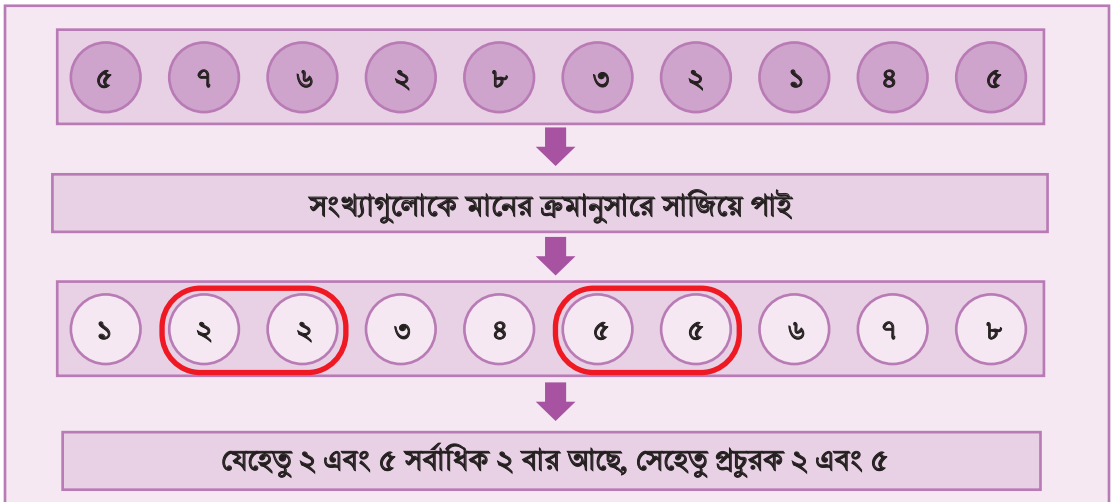 ৫ ৭ ৬ ২ ৮ ৩ ২ ১ ৪ ৫
সংখ্যাগুলোকে মানের ক্রমানুসারে সাজিয়ে পাই
১ ২ ২ ৩ ৪ ৫ ৫ ৬ ৭ ৮
যেহেতু ২ এবং ৫ সর্বাধিক ২ বার আছে, সেহেতু প্রচুরক ২ এবং ৫